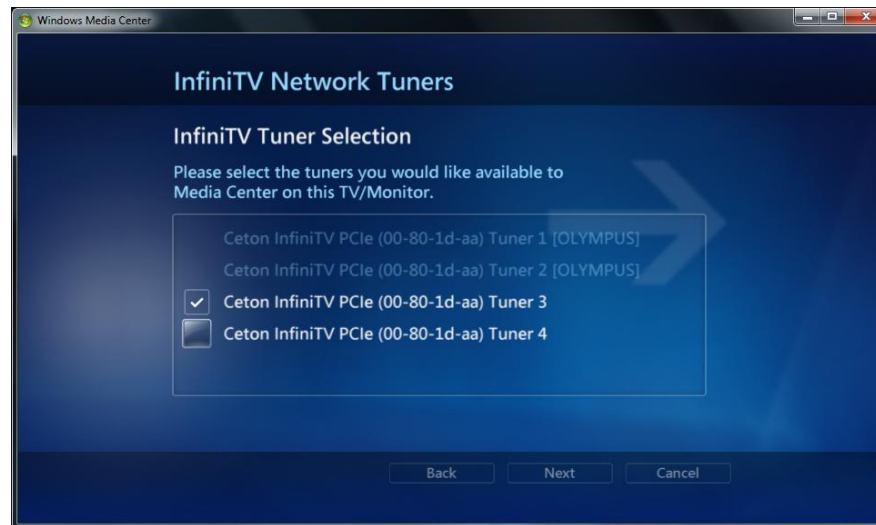 Windows Media Center
InfiniTV Network Tuners
InfiniTV Tuner Selection
Please select the tuners you would like available to
Media Center on this TV/Monitor.
Ceton InfiniTV PCIe (00-80-1d-aa) Tuner 1 [OLYMPUS]
Ceton InfiniTV PCIe (00-80-1d-aa) Tuner 2 [OLYMPUS]
Ceton InfiniTV PCIe (00-80-1d-aa) Tuner 3
Ceton InfiniTV PCIe (00-80-1d-aa) Tuner 4
Back Next Cancel